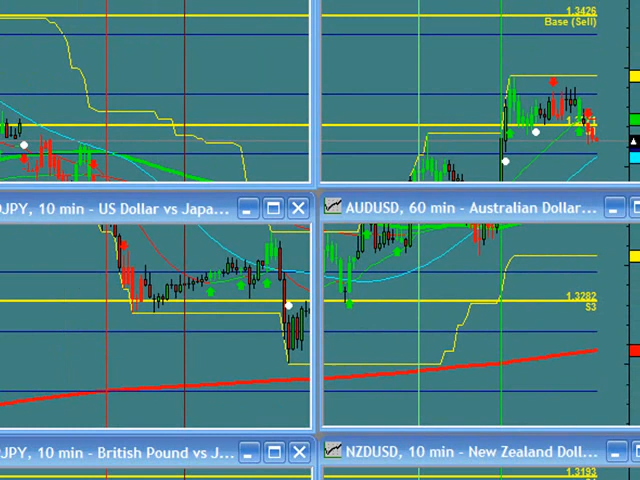 1.3426
Base (Sell)
JPY, 10 min - US Dollar vs Japa...
AUDUSD, 60 min - Australian Dollar...
1.3282
S3
JPY, 10 min - British Pound vs J...
NZDUSD, 10 min - New Zealand Doll...
1.3193